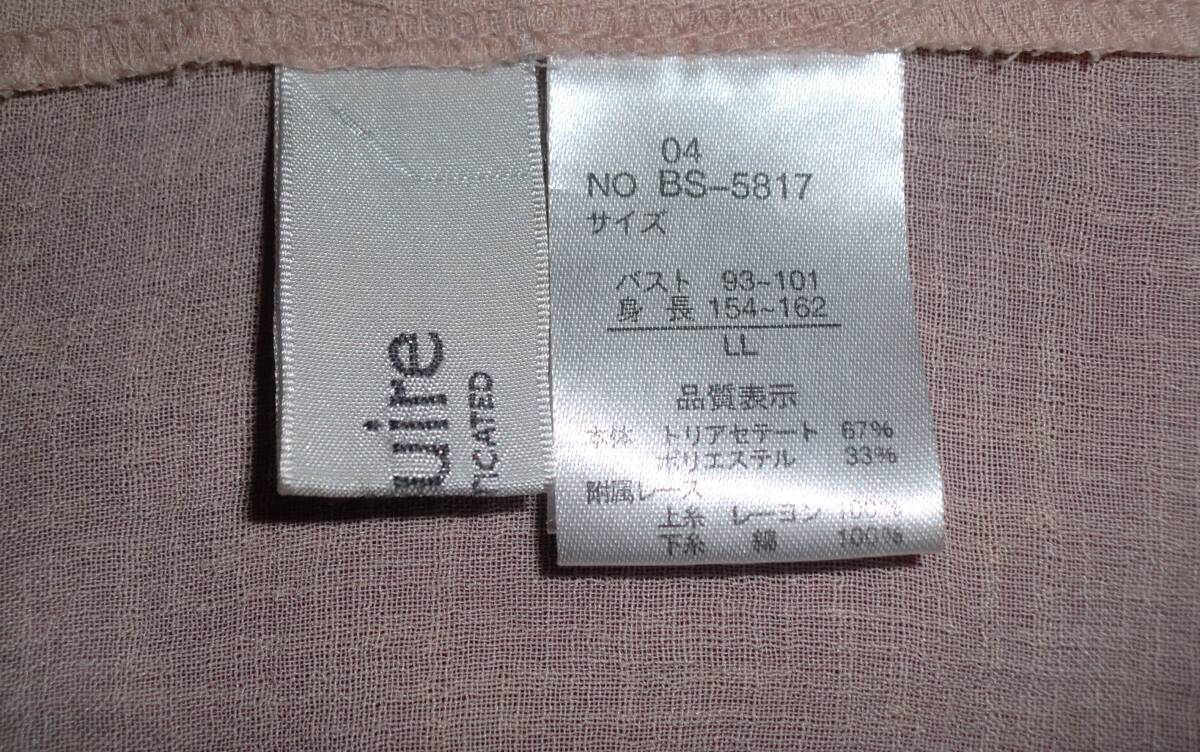 uire
TICATED
04
NO BS-5817
サイズ
バスト 93~101
身 長 154~162
LL
品質表示
本体 トリアセテート 67%
ポリエステル 33%
附属レース
上糸 レーヨン 100%
下糸 綿 100%